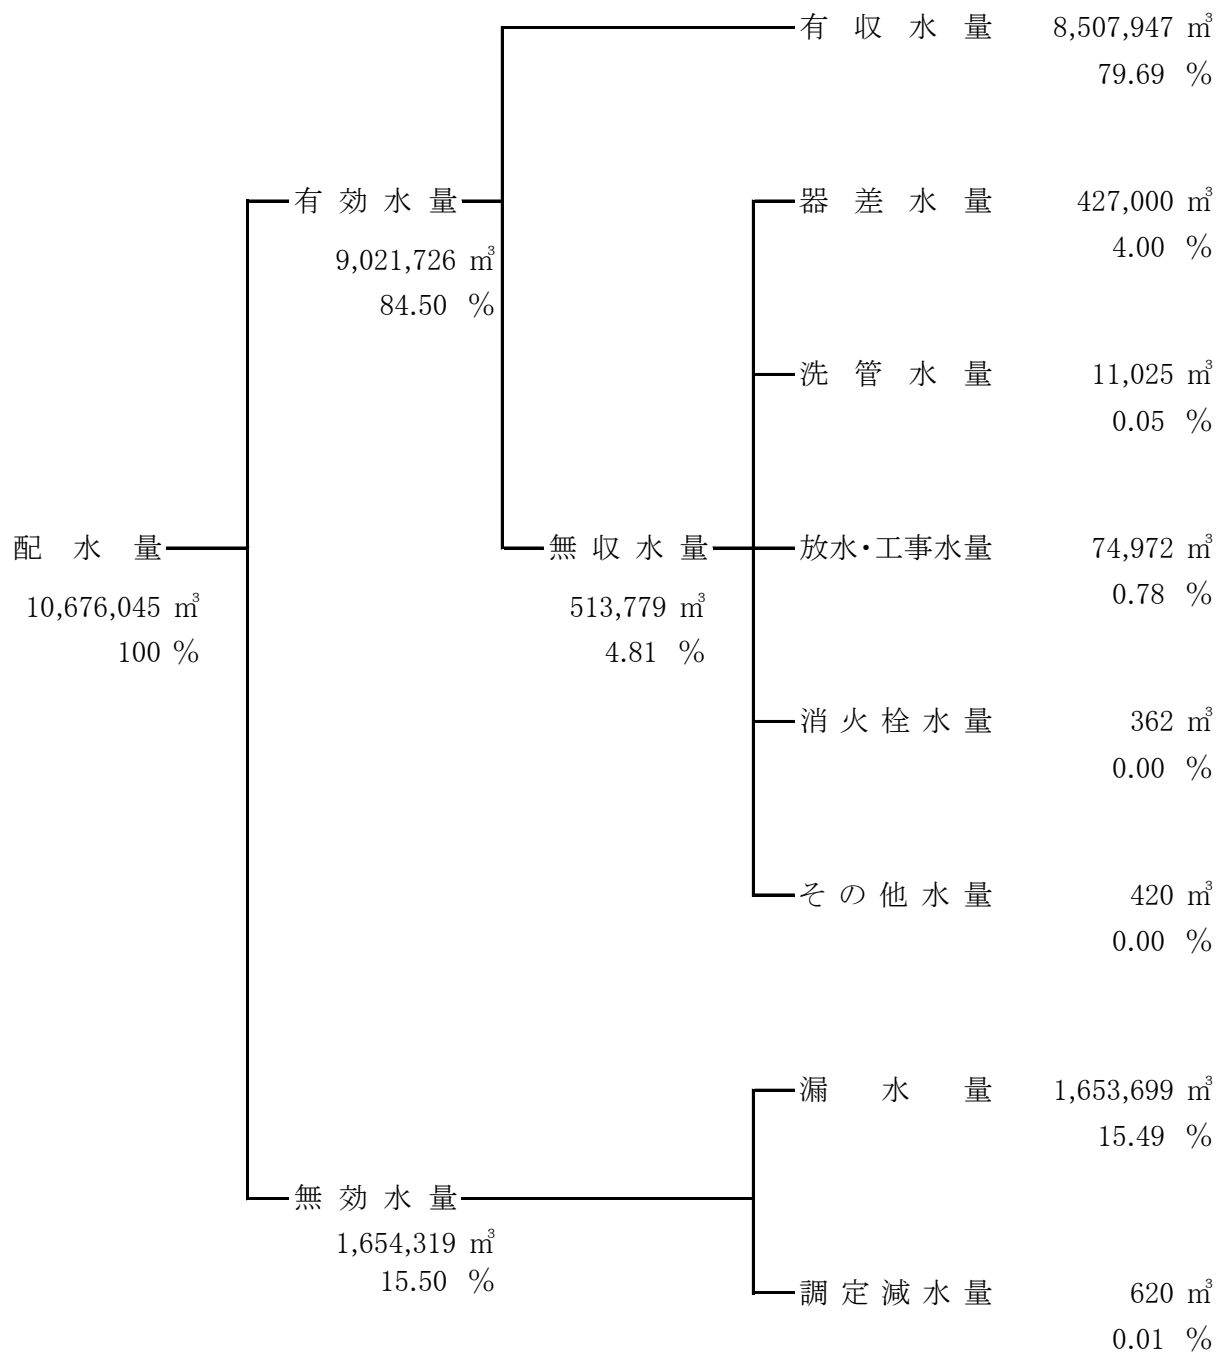 有収水量 8,507,947 ㎥
79.69 %
有効水量
9,021,726 ㎥
84.50 %
器差水量 427,000 ㎥
4.00 %
洗管水量 11,025 ㎥
0.05 %
配水量
10,676,045 ㎥
100 %
無収水量
513,779 ㎥
4.81 %
放水・工事水量 74,972 ㎥
0.78 %
消火栓水量 362 ㎥
0.00 %
その他水量 420 ㎥
0.00 %
漏水量 1,653,699 ㎥
15.49 %
無効水量
1,654,319 ㎥
15.50 %
調定減水量 620 ㎥
0.01 %